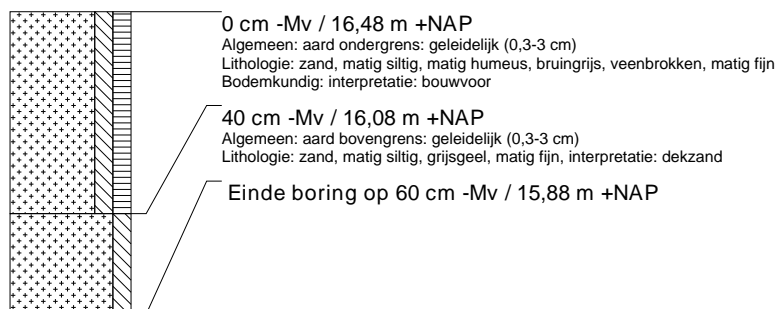 0 cm -Mv / 16,48 m +NAP
Algemeen: aard ondergrens: geleidelijk (0,3-3 cm)
Lithologie: zand, matig siltig, matig humeus, bruingrijs, veenbrokken, matig fijn
Bodemkundig: interpretatie: bouwvoor
40 cm -Mv / 16,08 m +NAP
Algemeen: aard bovengrens: geleidelijk (0,3-3 cm)
Lithologie: zand, matig siltig, grijsgeel, matig fijn, interpretatie: dekzand
Einde boring op 60 cm -Mv / 15,88 m +NAP